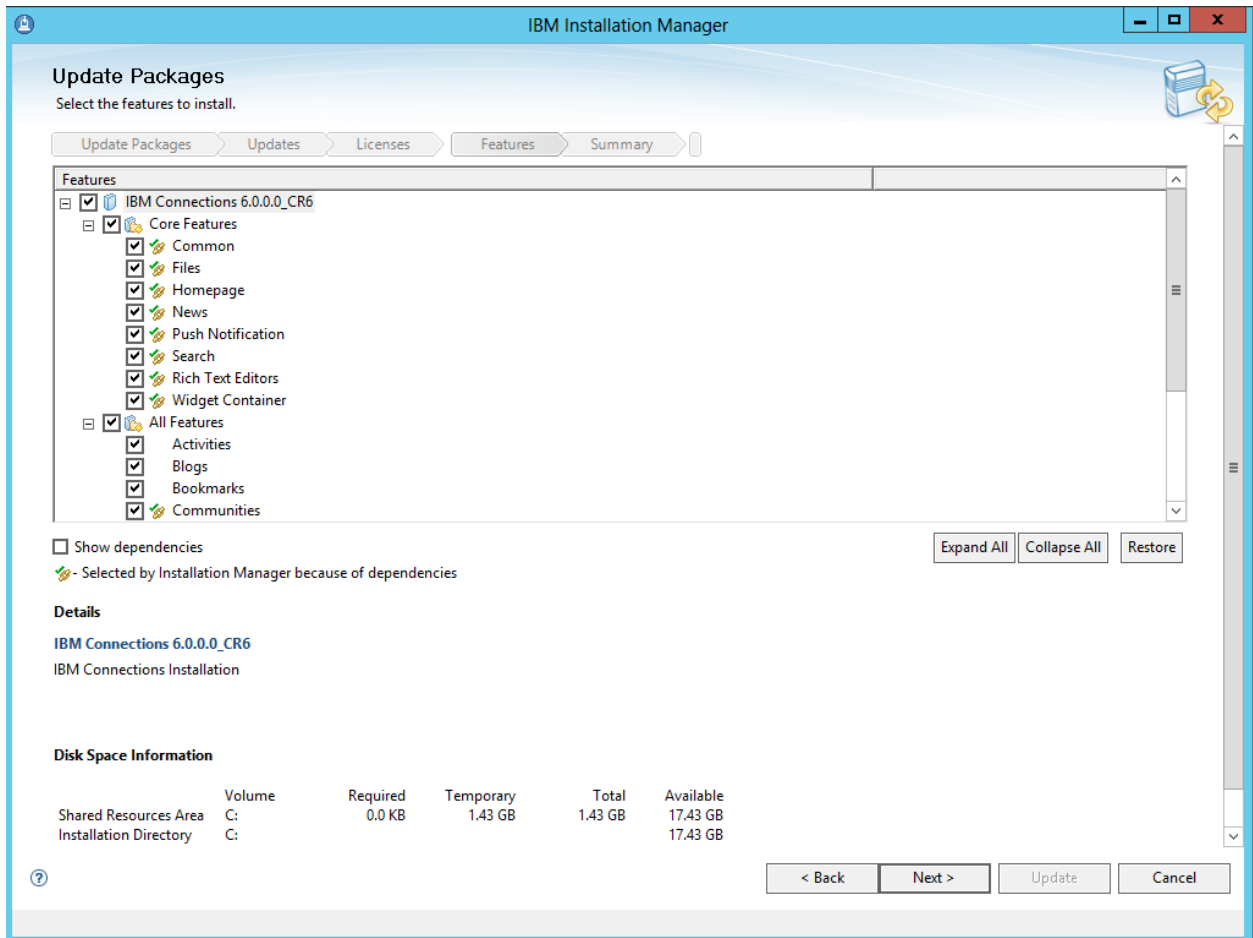 IBM Installation Manager
Update Packages
Select the features to install.
Update Packages Updates Licenses Features Summary
Features
IBM Connections 6.0.0.0_CR6
Core Features
Common
Files
Homepage
News
Push Notification
Search
Rich Text Editors
Widget Container
All Features
Activities
Blogs
Bookmarks
Communities
Show dependencies Expand All Collapse All Restore
- Selected by Installation Manager because of dependencies
Details
IBM Connections 6.0.0.0_CR6
IBM Connections Installation
Disk Space Information
Volume Required Temporary Total Available
Shared Resources Area C: 0.0 KB 1.43 GB 1.43 GB 17.43 GB
Installation Directory C: 17.43 GB
? < Back Next > Update Cancel